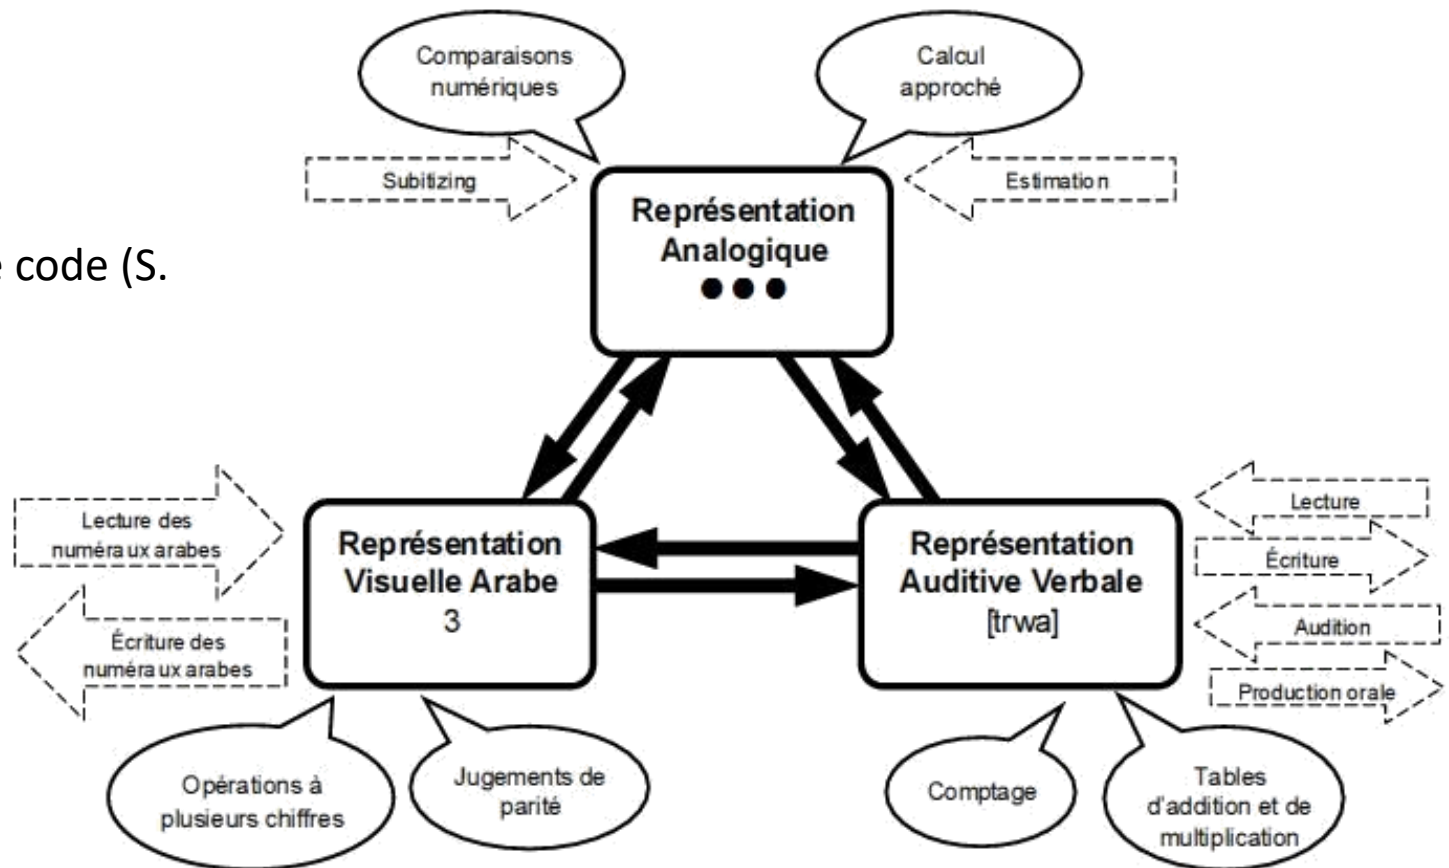 Comparaisons
numériques
Calcul
approché
Subitizing
Estimation
Représentation
Analogique
code (S.
Lecture des
numéraux arabes
Écriture des
numéraux arabes
Représentation
Visuelle Arabe
3
Représentation
Auditive Verbale
[trwa]
Lecture
Écriture
Audition
Production orale
Opérations à
plusieurs chiffres
Jugements de
parité
Comptage
Tables
d'addition et de
multiplication